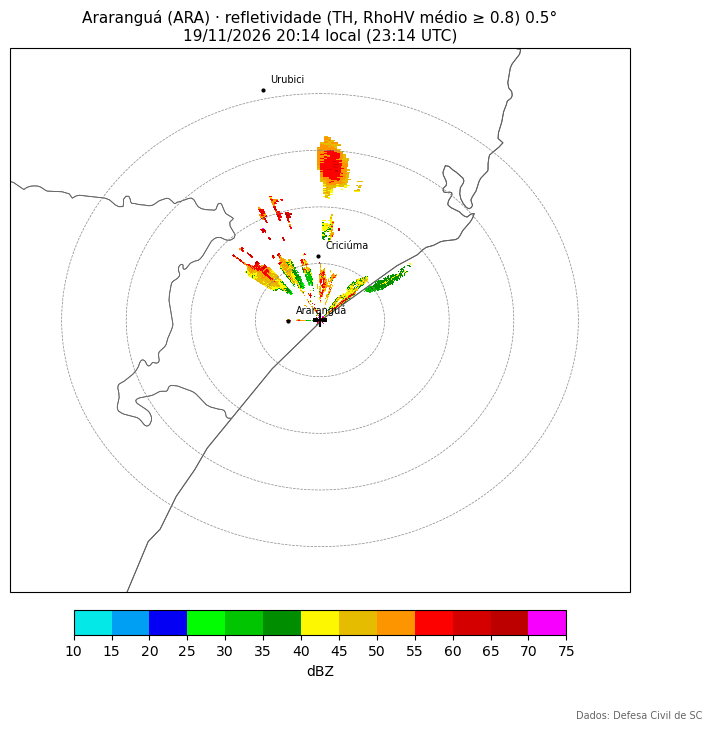 Araranguá (ARA) · refletividade (TH, RhoHV médio ≥ 0.8) 0.5°
19/11/2026 20:14 local (23:14 UTC)
Urubici
Criciúma
Araranguá
10 15 20 25 30 35 40 45 50 55 60 65 70 75
dBZ
Dados: Defesa Civil de SC